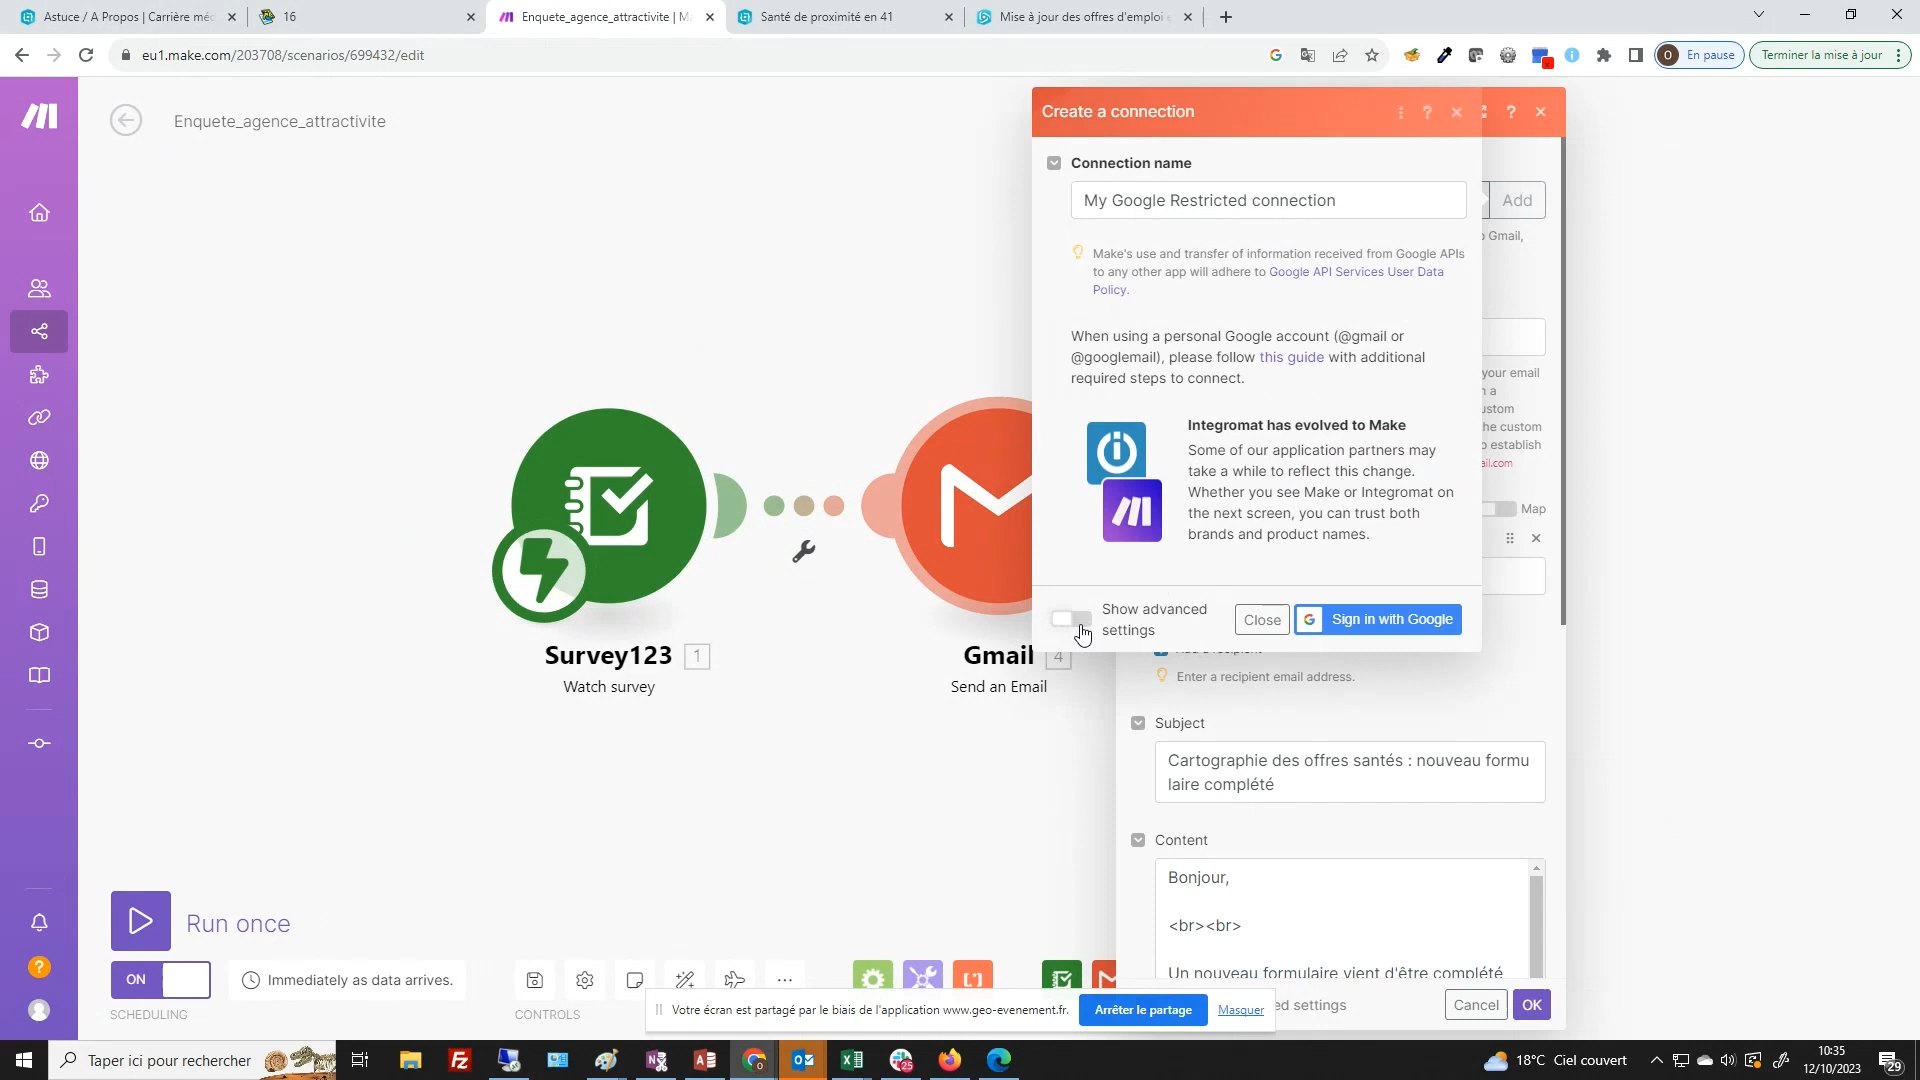 Astuce / A Propos | Carrière méc
16
Enquete_agence_attractivite | Ma
Santé de proximité en 41
Mise à jour des offres d'emploi e
eu1.make.com/203708/scenarios/699432/edit
O En pause
Terminer la mise à jour
Enquete_agence_attractivite
Create a connection
Connection name
My Google Restricted connection
Add
Gmail,
Make's use and transfer of information received from Google APIs
to any other app will adhere to Google API Services User Data
Policy.
When using a personal Google account (@gmail or
@googlemail), please follow this guide with additional
required steps to connect.
your email
a
ustom
he custom
o establish
ail.com
Integromat has evolved to Make
Some of our application partners may
take a while to reflect this change.
Whether you see Make or Integromat on
the next screen, you can trust both
brands and product names.
Map
Show advanced
settings
Close
Sign in with Google
Survey123 1
Watch survey
Gmail 4
Send an Email
Enter a recipient email address.
Subject
Cartographie des offres santés : nouveau formu
laire complété
Content
Bonjour,
<br><br>
Un nouveau formulaire vient d'être complété
Run once
ON
Immediately as data arrives.
SCHEDULING
CONTROLS
Votre écran est partagé par le biais de l'application www.geo-evenement.fr.
Arrêter le partage
Masquer
ed settings
Cancel
OK
Taper ici pour rechercher
25
18°C Ciel couvert
10:35
12/10/2023
29